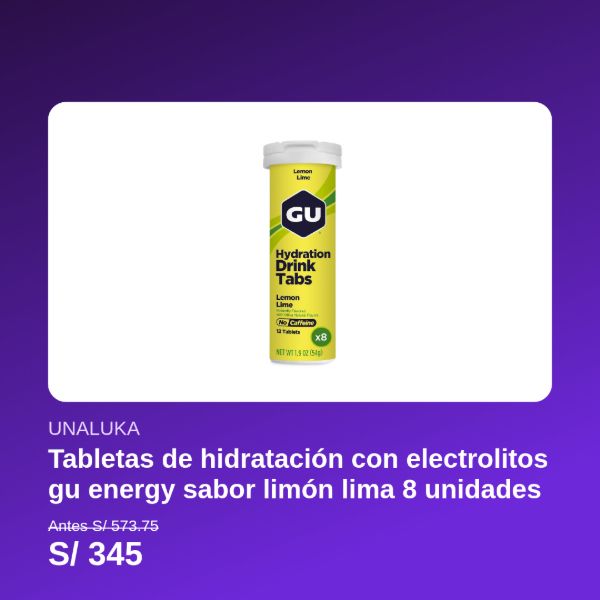 Lemon
Lime
GU
Hydration
Drink
Tabs
Lemon
Lime
No Caffeine
12 Tablets
x8
NET WT 1.9 OZ (54g)
UNALUKA
Tabletas de hidratación con electrolitos
gu energy sabor limón lima 8 unidades
Antes S/ 573.75
S/ 345